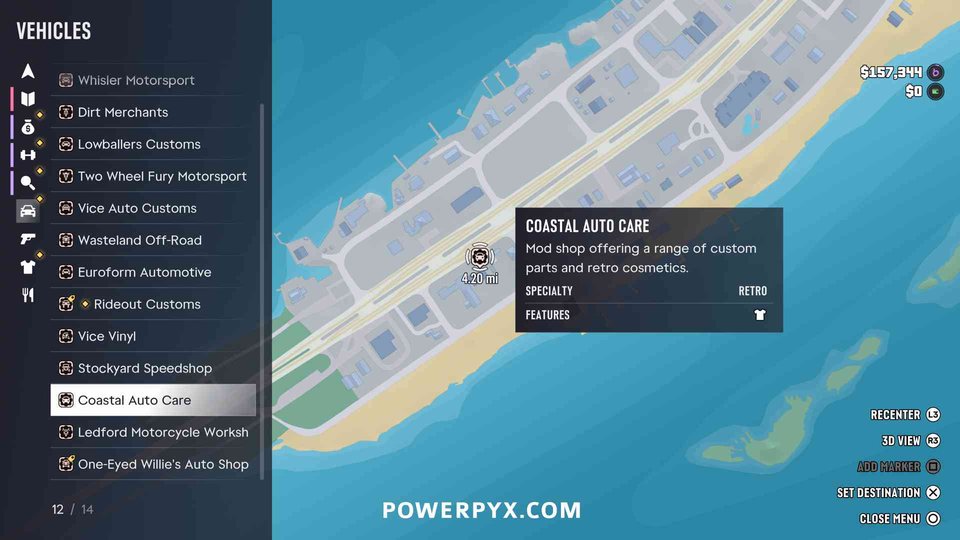 VEHICLES
Whisler Motorsport
Dirt Merchants
Lowballers Customs
Two Wheel Fury Motorsport
Vice Auto Customs
Wasteland Off-Road
Euroform Automotive
Rideout Customs
Vice Vinyl
Stockyard Speedshop
Coastal Auto Care
Ledford Motorcycle Worksh
One-Eyed Willie's Auto Shop
12 / 14
$157,344
$0
4.20 mi
COASTAL AUTO CARE
Mod shop offering a range of custom
parts and retro cosmetics.
SPECIALTY RETRO
FEATURES
RECENTER L3
3D VIEW R3
ADD MARKER
SET DESTINATION
CLOSE MENU
POWERPYX.COM